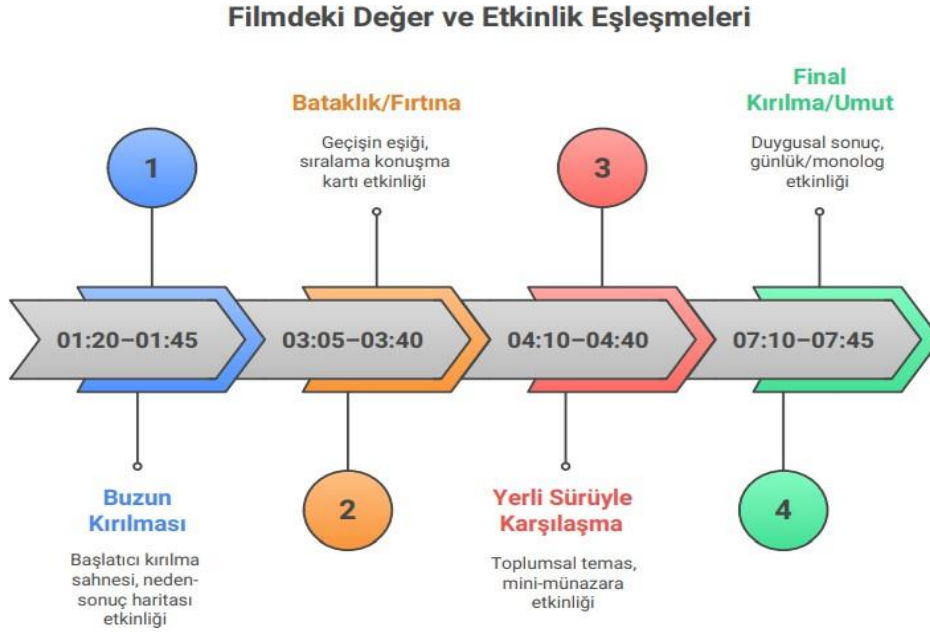 Filmdeki Değer ve Etkinlik Eşleşmeleri
1
01:20–01:45
Buzun
Kırılması
Başlatıcı kırılma
sahnesi, neden-
sonuç haritası
etkinliği
Bataklık/Fırtına
Geçişin eşiği,
sıralama konuşma
kartı etkinliği
03:05–03:40
2
3
04:10–04:40
Yerli Sürüyle
Karşılaşma
Toplumsal temas,
mini-münazara
etkinliği
Final
Kırılma/Umut
Duygusal sonuç,
günlük/monolog
etkinliği
07:10–07:45
4